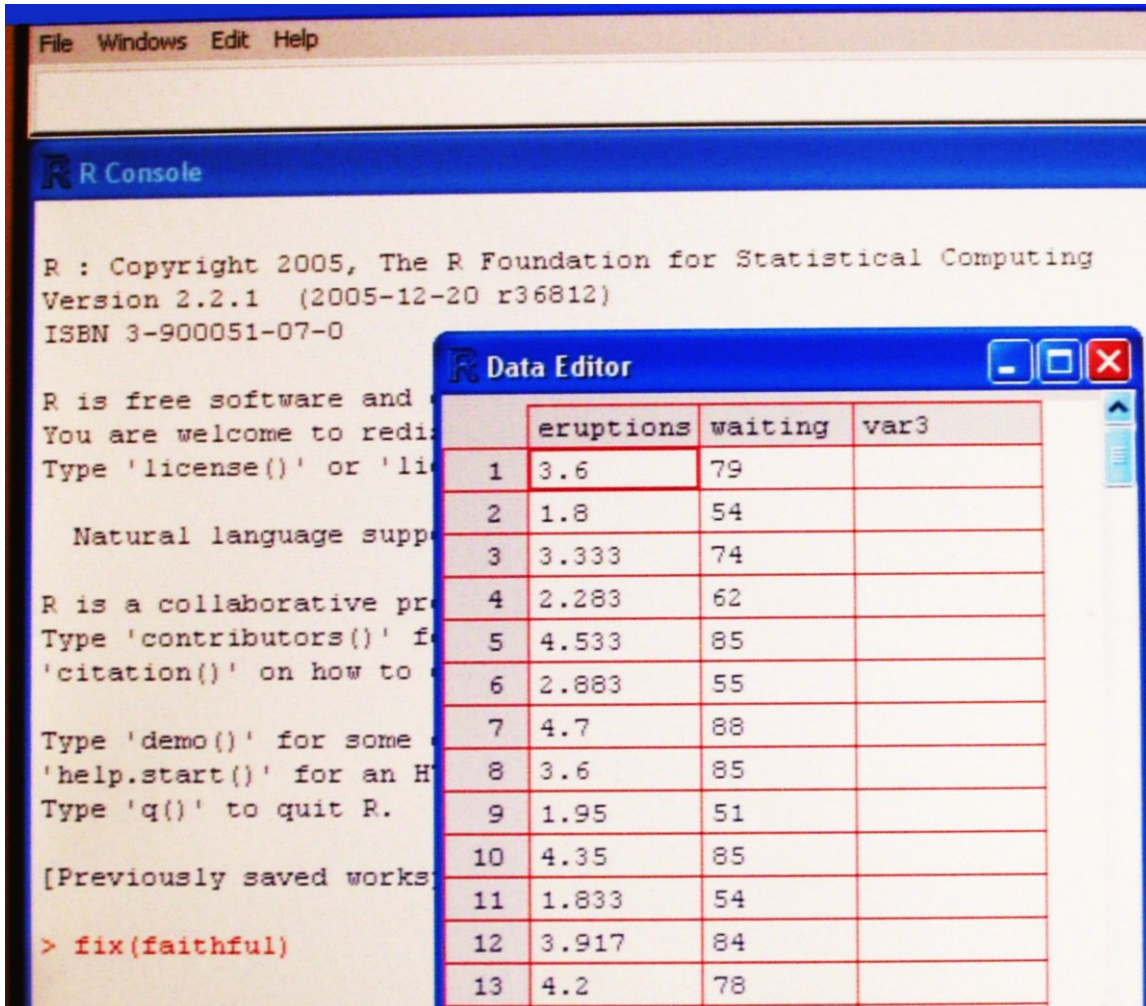 File Windows Edit Help
R Console
R : Copyright 2005, The R Foundation for Statistical Computing
Version 2.2.1 (2005-12-20 r36812)
ISBN 3-900051-07-0
R is free software and
You are welcome to redi
Type 'license()' or 'li
Natural language supp
R is a collaborative pr
Type 'contributors()' f
'citation()' on how to
Type 'demo()' for some
'help.start()' for an H
Type 'q()' to quit R.
[Previously saved works
> fix(faithful)
R Data Editor
eruptions waiting var3
1 3.6 79
2 1.8 54
3 3.333 74
4 2.283 62
5 4.533 85
6 2.883 55
7 4.7 88
8 3.6 85
9 1.95 51
10 4.35 85
11 1.833 54
12 3.917 84
13 4.2 78